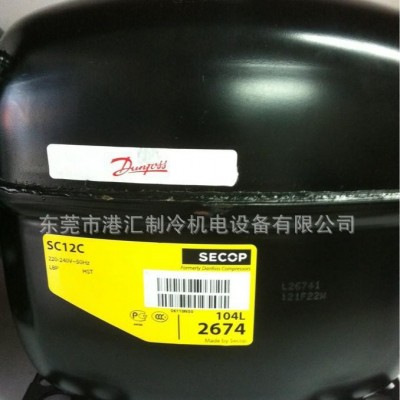 Danfoss
东莞市港汇制冷机电设备有限公司
SC12C
SECOP
220-240V~50Hz
Formerly Danfoss Compressors
LBP HST
L26741
121F22W
104L
2674
Made by Secop